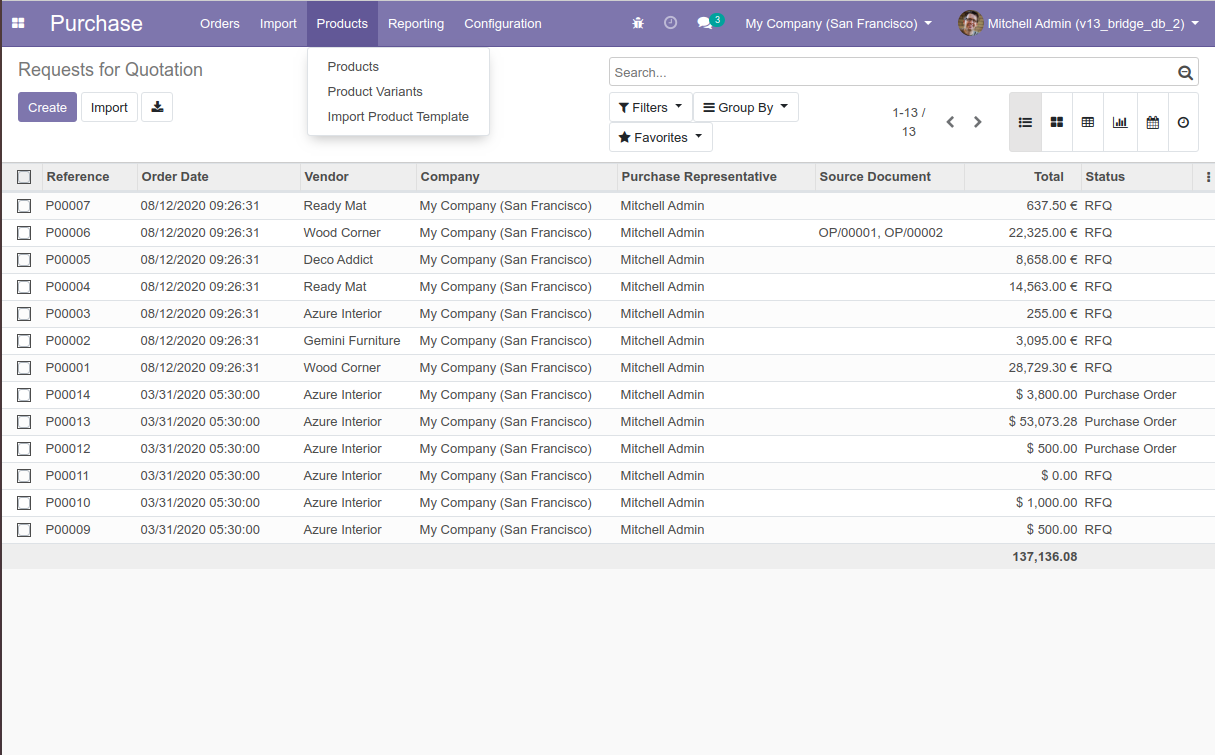 Purchase Orders Import Products Reporting Configuration 3 My Company (San Francisco) Mitchell Admin (v13_bridge_db_2)
Requests for Quotation
Create Import
Products
Product Variants
Import Product Template
Search...
Filters Group By
Favorites
1-13 /
13
Reference Order Date Vendor Company Purchase Representative Source Document Total Status
P00007 08/12/2020 09:26:31 Ready Mat My Company (San Francisco) Mitchell Admin 637.50 € RFQ
P00006 08/12/2020 09:26:31 Wood Corner My Company (San Francisco) Mitchell Admin OP/00001, OP/00002 22,325.00 € RFQ
P00005 08/12/2020 09:26:31 Deco Addict My Company (San Francisco) Mitchell Admin 8,658.00 € RFQ
P00004 08/12/2020 09:26:31 Ready Mat My Company (San Francisco) Mitchell Admin 14,563.00 € RFQ
P00003 08/12/2020 09:26:31 Azure Interior My Company (San Francisco) Mitchell Admin 255.00 € RFQ
P00002 08/12/2020 09:26:31 Gemini Furniture My Company (San Francisco) Mitchell Admin 3,095.00 € RFQ
P00001 08/12/2020 09:26:31 Wood Corner My Company (San Francisco) Mitchell Admin 28,729.30 € RFQ
P00014 03/31/2020 05:30:00 Azure Interior My Company (San Francisco) Mitchell Admin $ 3,800.00 Purchase Order
P00013 03/31/2020 05:30:00 Azure Interior My Company (San Francisco) Mitchell Admin $ 53,073.28 Purchase Order
P00012 03/31/2020 05:30:00 Azure Interior My Company (San Francisco) Mitchell Admin $ 500.00 Purchase Order
P00011 03/31/2020 05:30:00 Azure Interior My Company (San Francisco) Mitchell Admin $ 0.00 RFQ
P00010 03/31/2020 05:30:00 Azure Interior My Company (San Francisco) Mitchell Admin $ 1,000.00 RFQ
P00009 03/31/2020 05:30:00 Azure Interior My Company (San Francisco) Mitchell Admin $ 500.00 RFQ
137,136.08